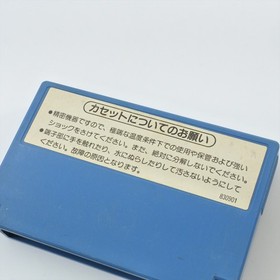 カセットについてのお願い
●精密機器ですので、極端な温度条件下での使用や保管および強い
ショックをさけてください。また、絶対に分解しないでください。
●端子部に手を触れたり、水にぬらしたりして汚さないようにして
ください。故障の原因となります。
830901